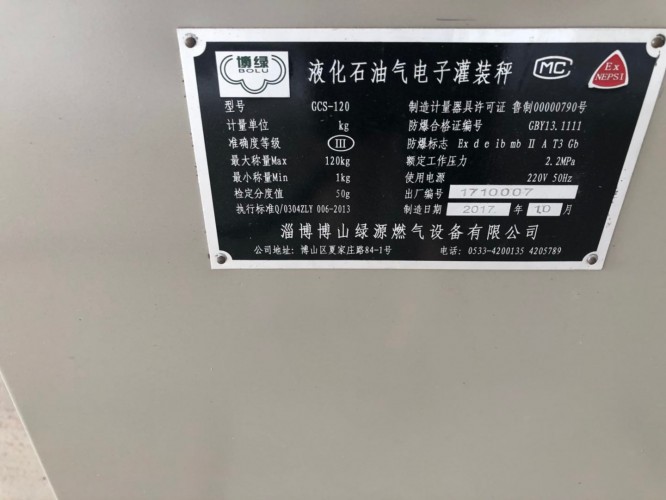 博绿
BOLU
液化石油气电子灌装秤
MC
Ex
NEPSI
型号 GCS-120 制造计量器具许可证 鲁制00000790号
计量单位 kg 防爆合格证编号 GBY13.1111
准确度等级 III 防爆标志 Ex d e ib mb II A T3 Gb
最大称量Max 120kg 额定工作压力 2.2MPa
最小称量Min 1kg 使用电源 220V 50Hz
检定分度值 50g 出厂编号 1710007
执行标准Q/0304ZLY 006-2013 制造日期 2017. 年 10 月
淄博博山绿源燃气设备有限公司
公司地址: 博山区夏家庄路84-1号 电话: 0533-4200135 4205789